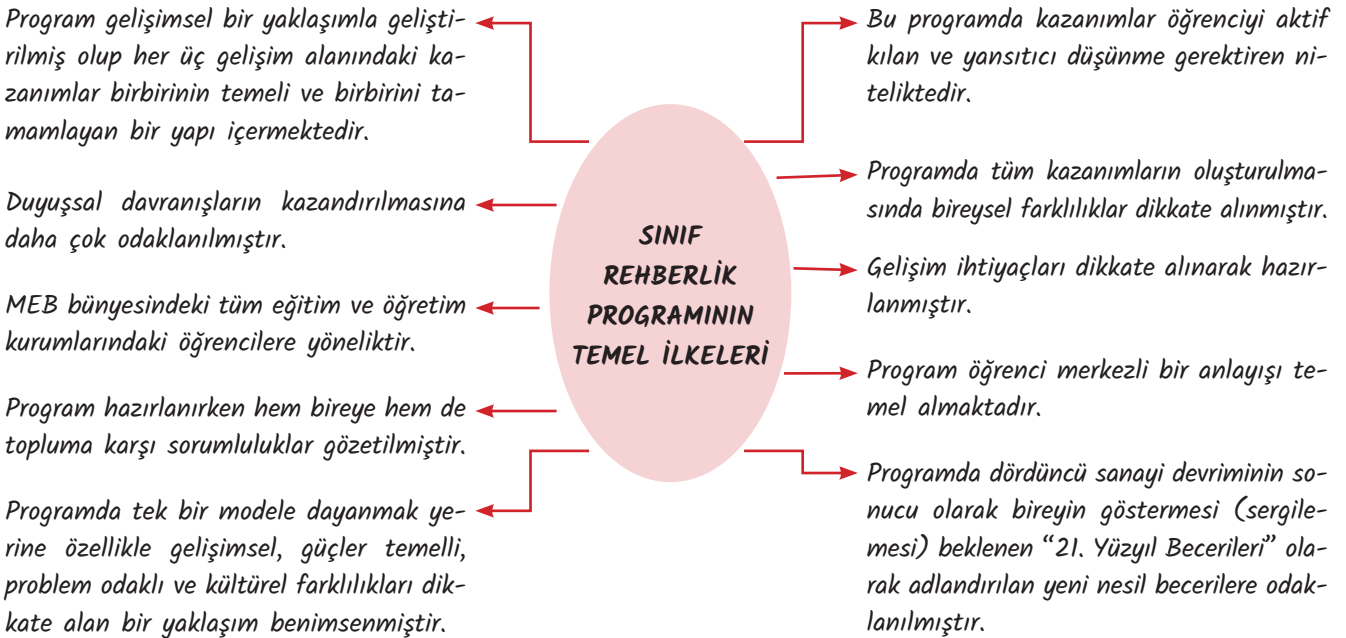 Program gelişimsel bir yaklaşımla gelişti-
rilmiş olup her üç gelişim alanındaki ka-
zanımlar birbirinin temeli ve birbirini ta-
mamlayan bir yapı içermektedir.
Duyuşsal davranışların kazandırılmasına
daha çok odaklanılmıştır.
MEB bünyesindeki tüm eğitim ve öğretim
kurumlarındaki öğrencilere yöneliktir.
Program hazırlanırken hem bireye hem de
topluma karşı sorumluluklar gözetilmiştir.
Programda tek bir modele dayanmak ye-
rine özellikle gelişimsel, güçler temelli,
problem odaklı ve kültürel farklılıkları dik-
kate alan bir yaklaşım benimsenmiştir.
SINIF
REHBERLİK
PROGRAMININ
TEMEL İLKELERİ
Bu programda kazanımlar öğrenciyi aktif
kılan ve yansıtıcı düşünme gerektiren ni-
teliktedir.
Programda tüm kazanımların oluşturulma-
sında bireysel farklılıklar dikkate alınmıştır.
Gelişim ihtiyaçları dikkate alınarak hazır-
lanmıştır.
Program öğrenci merkezli bir anlayışı te-
mel almaktadır.
Programda dördüncü sanayi devriminin so-
nucu olarak bireyin göstermesi (sergile-
mesi) beklenen “21. Yüzyıl Becerileri” ola-
rak adlandırılan yeni nesil becerilere odak-
lanılmıştır.